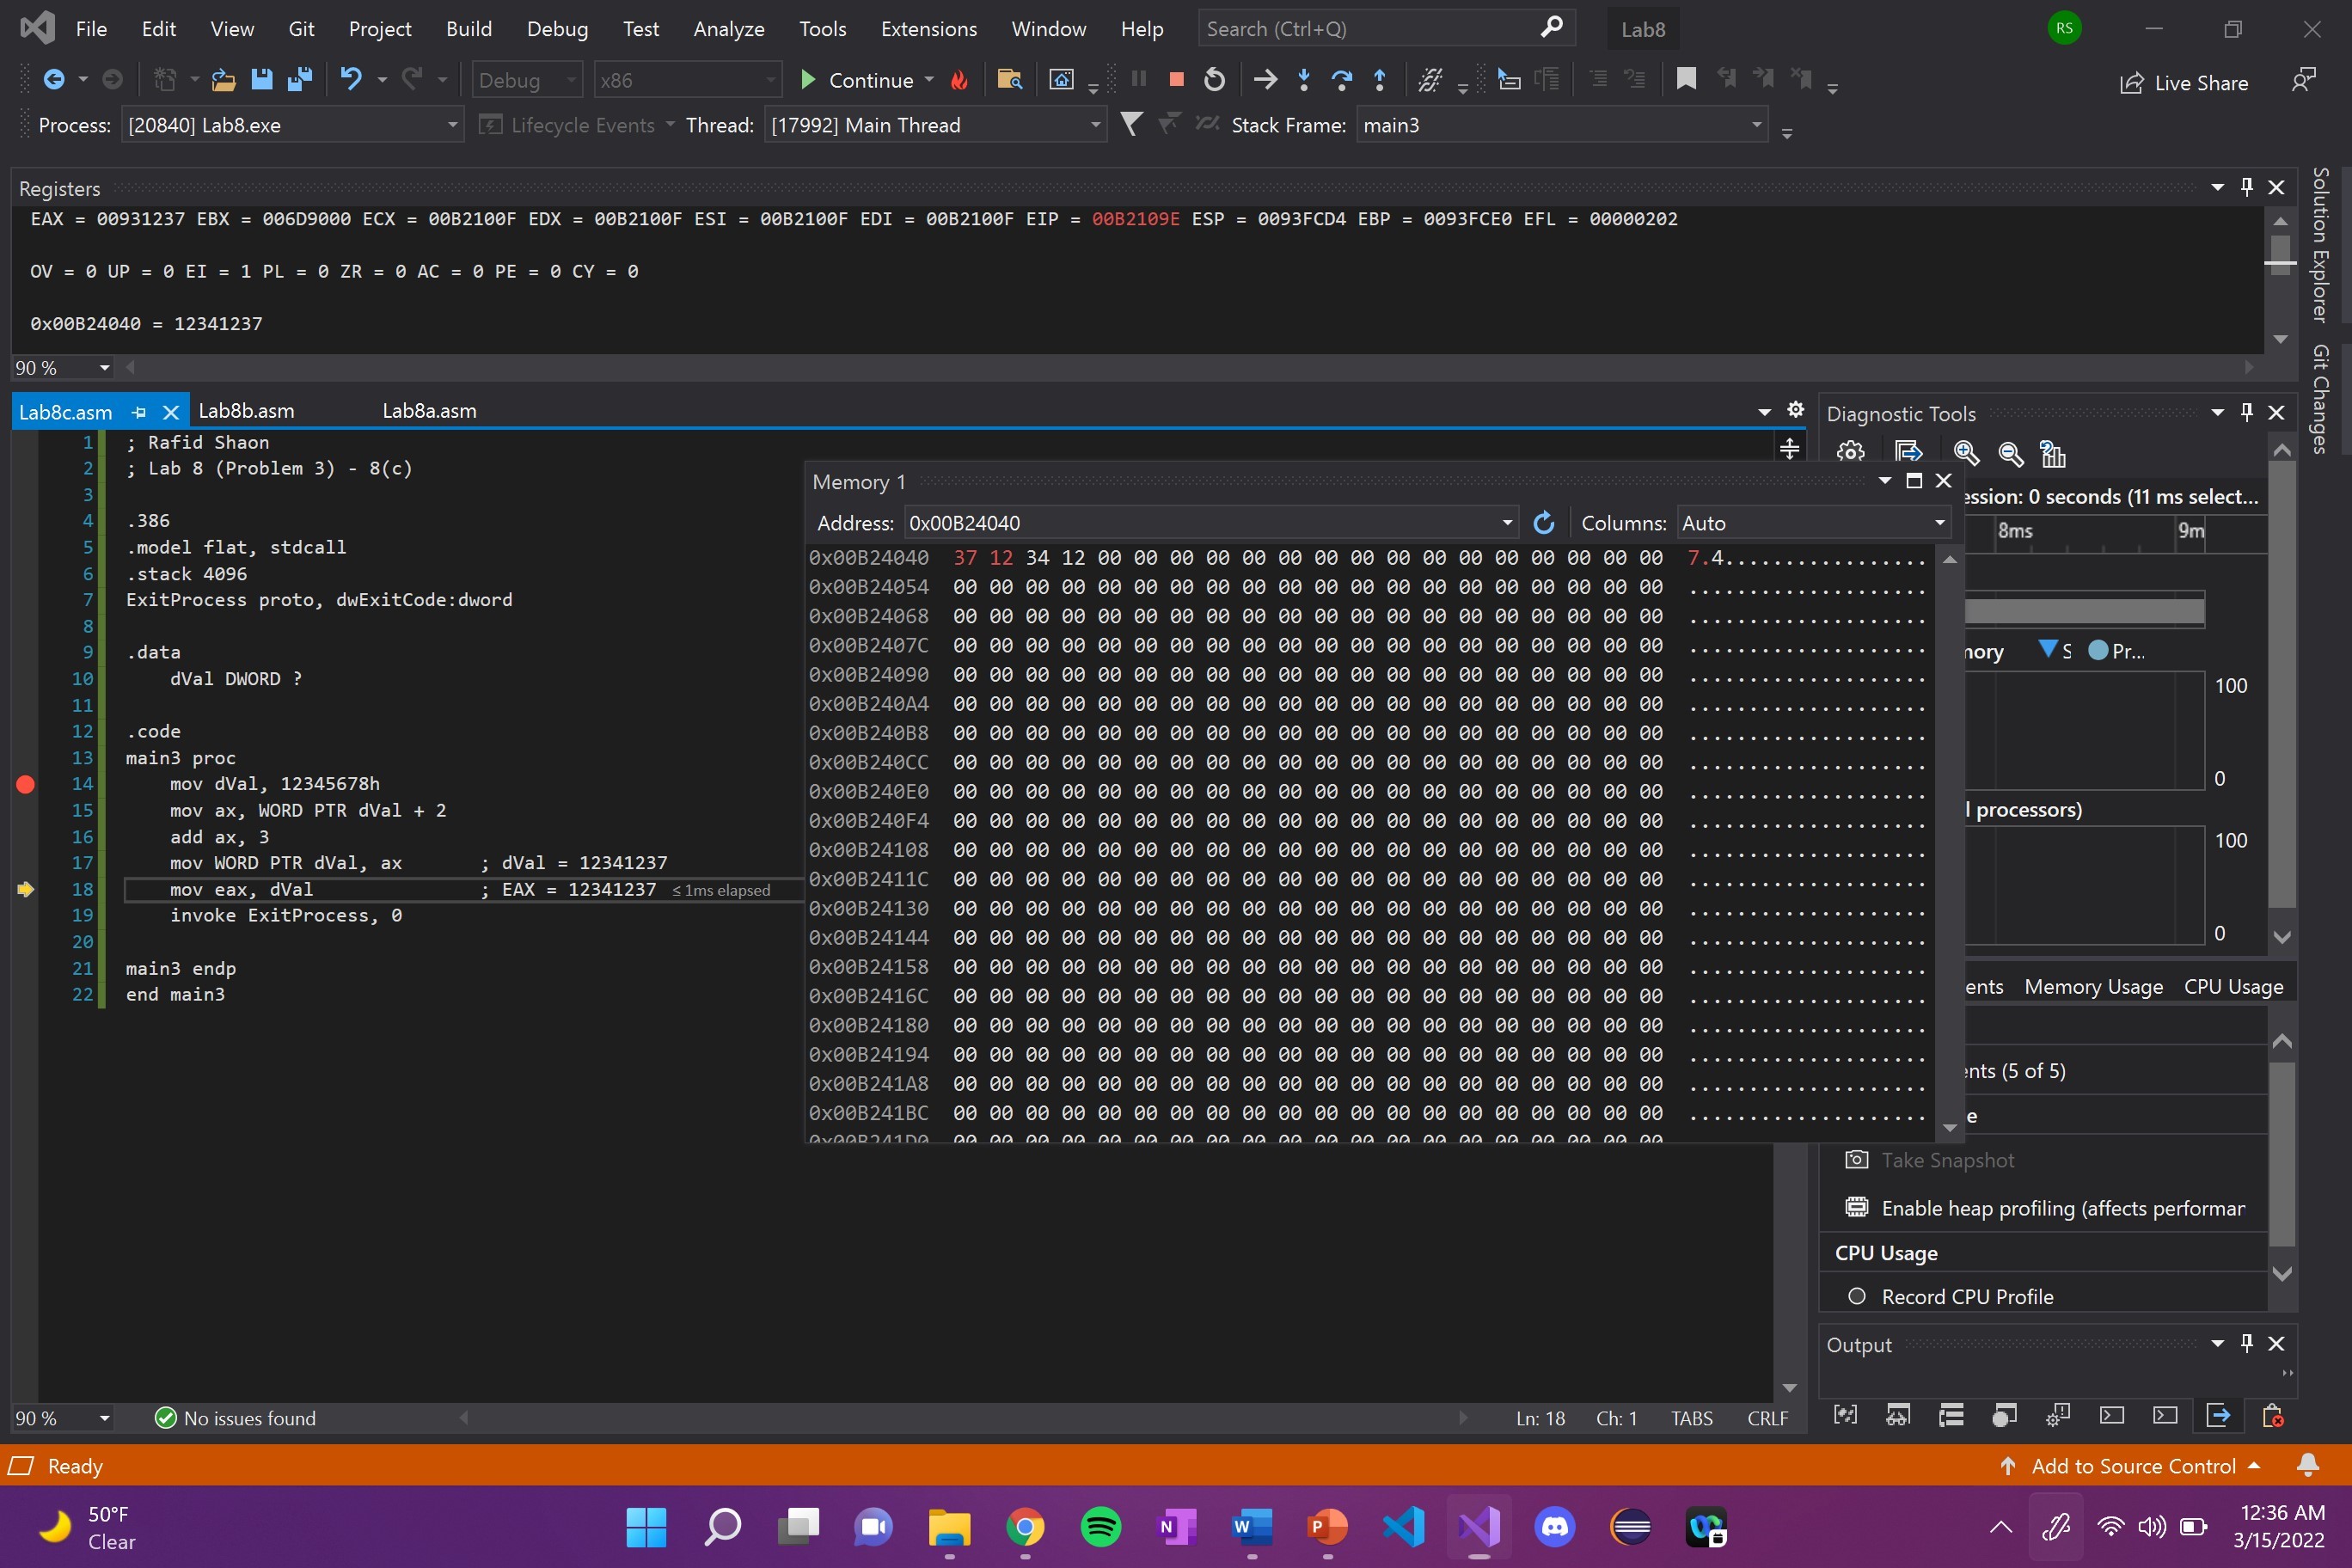 File Edit View Git Project Build Debug Test Analyze Tools Extensions Window Help Search (Ctrl+Q) Lab8 RS
Debug x86 Continue Live Share
Process: [20840] Lab8.exe Lifecycle Events Thread: [17992] Main Thread Stack Frame: main3
Registers
EAX = 00931237 EBX = 006D9000 ECX = 00B2100F EDX = 00B2100F ESI = 00B2100F EDI = 00B2100F EIP = 00B2109E ESP = 0093FCD4 EBP = 0093FCE0 EFL = 00000202
OV = 0 UP = 0 EI = 1 PL = 0 ZR = 0 AC = 0 PE = 0 CY = 0
0x00B24040 = 12341237
90 %
Solution Explorer
Git Changes
Lab8c.asm Lab8b.asm Lab8a.asm
1 ; Rafid Shaon
2 ; Lab 8 (Problem 3) - 8(c)
3
4 .386
5 .model flat, stdcall
6 .stack 4096
7 ExitProcess proto, dwExitCode:dword
8
9 .data
10 dVal DWORD ?
11
12 .code
13 main3 proc
14 mov dVal, 12345678h
15 mov ax, WORD PTR dVal + 2
16 add ax, 3
17 mov WORD PTR dVal, ax ; dVal = 12341237
18 mov eax, dVal ; EAX = 12341237 ≤ 1ms elapsed
19 invoke ExitProcess, 0
20
21 main3 endp
22 end main3
Memory 1
Address: 0x00B24040 Columns: Auto
0x00B24040 37 12 34 12 00 00 00 00 00 00 00 00 00 00 00 00 00 00 00 00 7.4.................
0x00B24054 00 00 00 00 00 00 00 00 00 00 00 00 00 00 00 00 00 00 00 00 ....................
0x00B24068 00 00 00 00 00 00 00 00 00 00 00 00 00 00 00 00 00 00 00 00 ....................
0x00B2407C 00 00 00 00 00 00 00 00 00 00 00 00 00 00 00 00 00 00 00 00 ....................
0x00B24090 00 00 00 00 00 00 00 00 00 00 00 00 00 00 00 00 00 00 00 00 ....................
0x00B240A4 00 00 00 00 00 00 00 00 00 00 00 00 00 00 00 00 00 00 00 00 ....................
0x00B240B8 00 00 00 00 00 00 00 00 00 00 00 00 00 00 00 00 00 00 00 00 ....................
0x00B240CC 00 00 00 00 00 00 00 00 00 00 00 00 00 00 00 00 00 00 00 00 ....................
0x00B240E0 00 00 00 00 00 00 00 00 00 00 00 00 00 00 00 00 00 00 00 00 ....................
0x00B240F4 00 00 00 00 00 00 00 00 00 00 00 00 00 00 00 00 00 00 00 00 ....................
0x00B24108 00 00 00 00 00 00 00 00 00 00 00 00 00 00 00 00 00 00 00 00 ....................
0x00B2411C 00 00 00 00 00 00 00 00 00 00 00 00 00 00 00 00 00 00 00 00 ....................
0x00B24130 00 00 00 00 00 00 00 00 00 00 00 00 00 00 00 00 00 00 00 00 ....................
0x00B24144 00 00 00 00 00 00 00 00 00 00 00 00 00 00 00 00 00 00 00 00 ....................
0x00B24158 00 00 00 00 00 00 00 00 00 00 00 00 00 00 00 00 00 00 00 00 ....................
0x00B2416C 00 00 00 00 00 00 00 00 00 00 00 00 00 00 00 00 00 00 00 00 ....................
0x00B24180 00 00 00 00 00 00 00 00 00 00 00 00 00 00 00 00 00 00 00 00 ....................
0x00B24194 00 00 00 00 00 00 00 00 00 00 00 00 00 00 00 00 00 00 00 00 ....................
0x00B241A8 00 00 00 00 00 00 00 00 00 00 00 00 00 00 00 00 00 00 00 00 ....................
0x00B241BC 00 00 00 00 00 00 00 00 00 00 00 00 00 00 00 00 00 00 00 00 ....................
0x00B241D0 00 00 00 00 00 00 00 00 00 00 00 00 00 00 00 00 00 00 00 00 ....................
Diagnostic Tools
ession: 0 seconds (11 ms select...
8ms 9m
mory S Pr...
100
0
l processors)
100
0
ents Memory Usage CPU Usage
ents (5 of 5)
e
Take Snapshot
Enable heap profiling (affects performan
CPU Usage
Record CPU Profile
Output
90 % No issues found Ln: 18 Ch: 1 TABS CRLF
Ready Add to Source Control
50°F
Clear
12:36 AM
3/15/2022